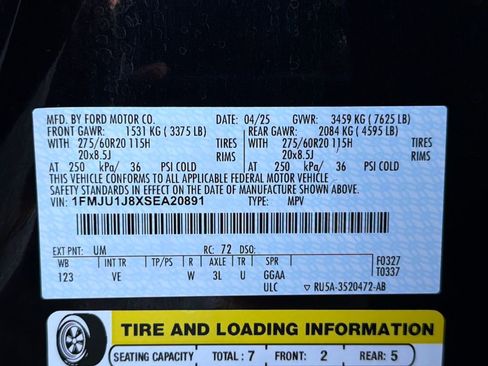 MFD. BY FORD MOTOR CO. DATE: 04/25 GVWR: 3459 KG ( 7625 LB)
FRONT GAWR: 1531 KG ( 3375 LB) REAR GAWR: 2084 KG ( 4595 LB)
WITH 275/60R20 115H TIRES WITH 275/60R20 115H TIRES
20x8.5J RIMS 20x8.5J RIMS
AT 250 kPa/ 36 PSI COLD AT 250 kPa/ 36 PSI COLD
THIS VEHICLE CONFORMS TO ALL APPLICABLE FEDERAL MOTOR VEHICLE
SAFETY STANDARDS IN EFFECT ON THE DATE OF MANUFACTURE SHOWN ABOVE.
VIN: 1FMJU1J8XSEA20891 TYPE: MPV
EXT PNT: UM RC: 72 DSO:
WB INT TR TP/PS R AXLE TR SPR F0327
123 VE W 3L U GGAA T0337
ULC ▽ RU5A-3520472-AB
TIRE AND LOADING INFORMATION
SEATING CAPACITY TOTAL : 7 FRONT: 2 REAR: 5